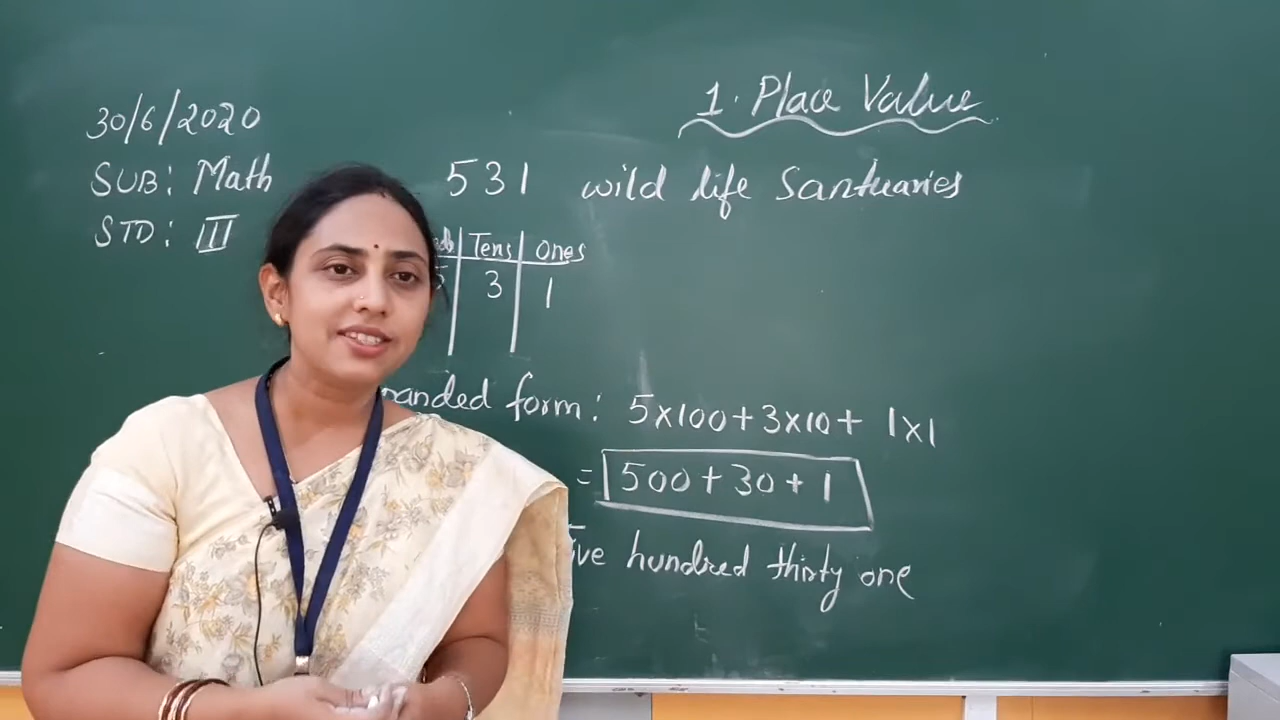 30/6/2020
1. Place Value
SUB: Math
531 wild life Santuaries
STD: III
Tens Ones
5 3 1
form: 5x100+3x10+ 1x1
= 500+30+1
hundred thirty one